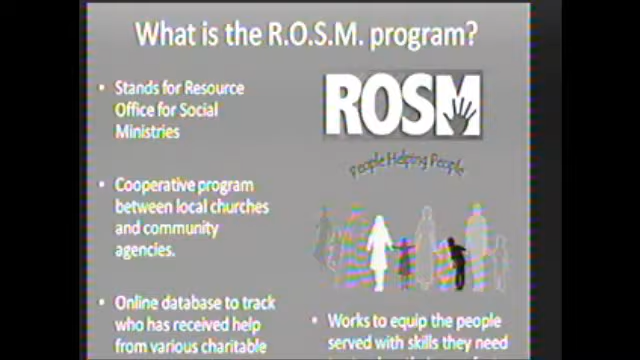 What is the R.O.S.M. program?
• Stands for Resource
Office for Social
Ministries
• Cooperative program
between local churches
and community
agencies.
• Online database to track
who has received help
from various charitable
ROSM
People Helping People
• Works to equip the people
served with skills they need